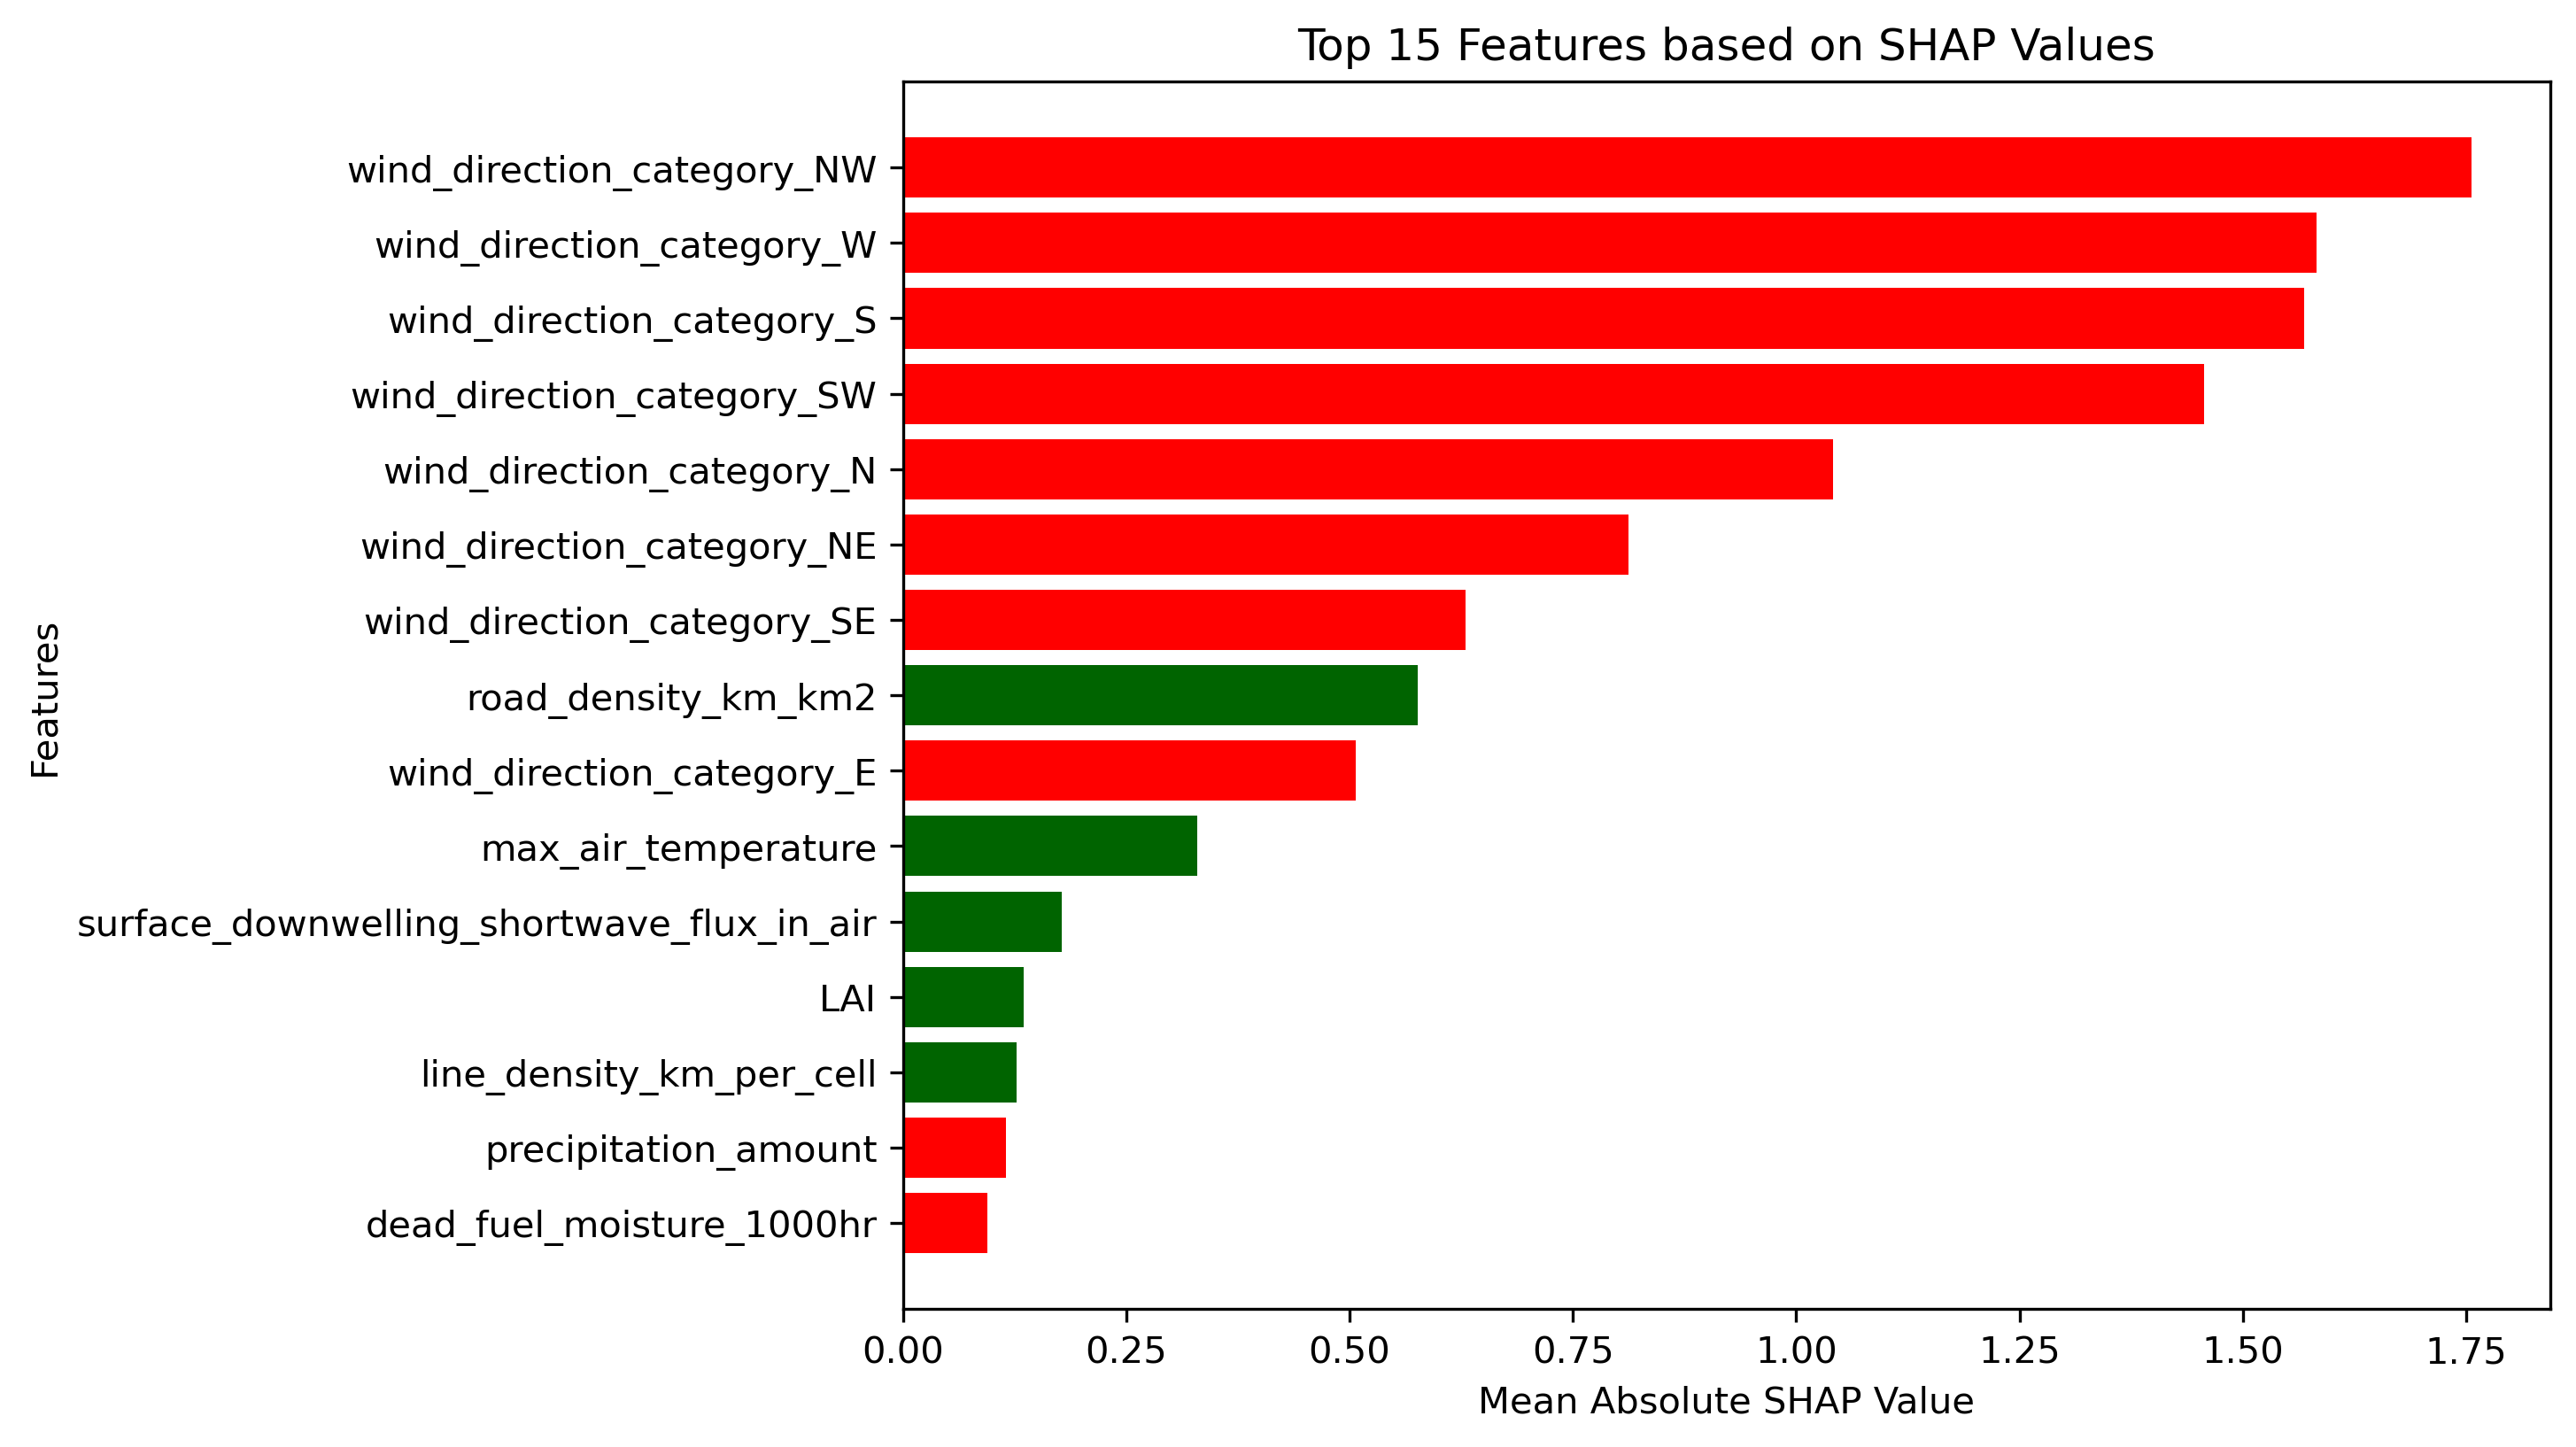 Top 15 Features based on SHAP Values
wind_direction_category_NW
wind_direction_category_W
wind_direction_category_S
wind_direction_category_SW
wind_direction_category_N
wind_direction_category_NE
wind_direction_category_SE
road_density_km_km2
wind_direction_category_E
max_air_temperature
surface_downwelling_shortwave_flux_in_air
LAI
line_density_km_per_cell
precipitation_amount
dead_fuel_moisture_1000hr
Features
0.00 0.25 0.50 0.75 1.00 1.25 1.50 1.75
Mean Absolute SHAP Value